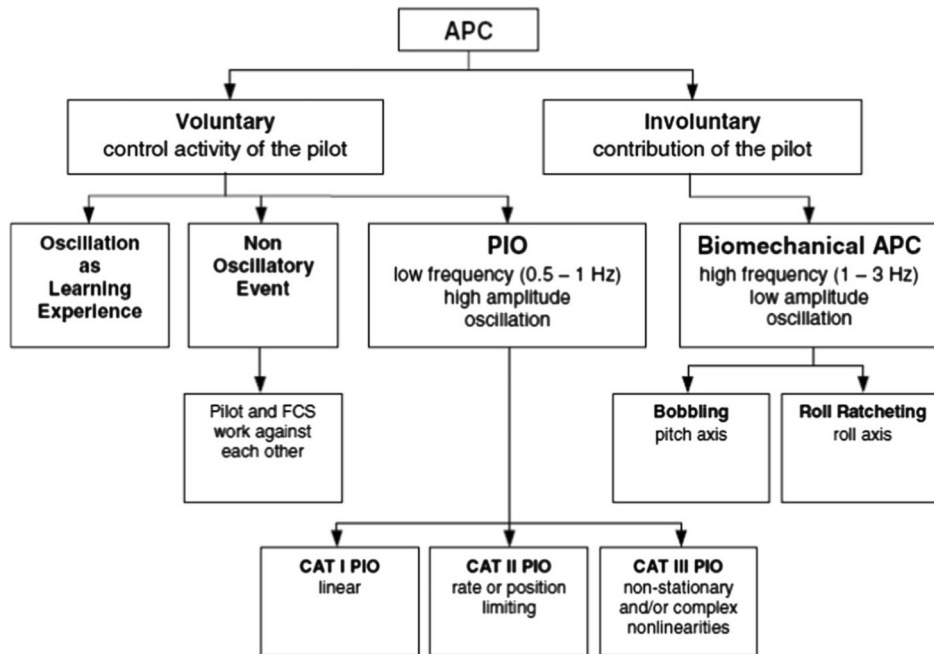 APC
Voluntary
control activity of the pilot
Involuntary
contribution of the pilot
Oscillation
as
Learning
Experience
Non
Oscillatory
Event
PIO
low frequency (0.5 – 1 Hz)
high amplitude
oscillation
Biomechanical APC
high frequency (1 – 3 Hz)
low amplitude
oscillation
Pilot and FCS
work against
each other
Bobbling
pitch axis
Roll Ratcheting
roll axis
CAT I PIO
linear
CAT II PIO
rate or position
limiting
CAT III PIO
non-stationary
and/or complex
nonlinearities